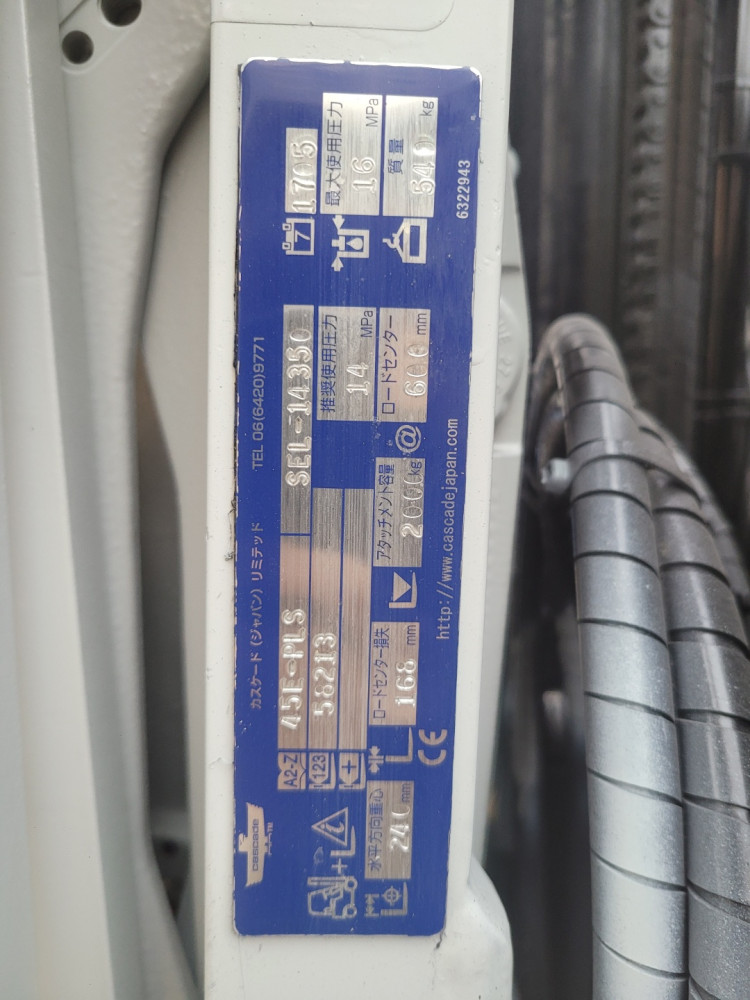 カスケード (ジャパン) リミテッド TEL 06(6420)9771
cascade
A2-Z 45E-PLS SEL-14350 7 1705
123 58213
推奨使用圧力 最大使用圧力
14 MPa 16 MPa
水平方向重心 ロードセンター損失 アタッチメント容量 ロードセンター 質量
mm 168 mm kg @ 600 mm kg
CE http://www.cascadejapan.com 6322943